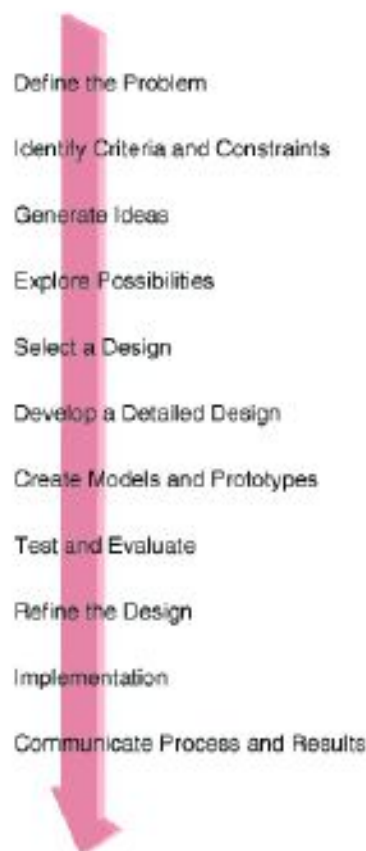 Define the Problem
Identify Criteria and Constraints
Generate Ideas
Explore Possibilities
Select a Design
Develop a Detailed Design
Create Models and Prototypes
Test and Evaluate
Refine the Design
Implementation
Communicate Process and Results